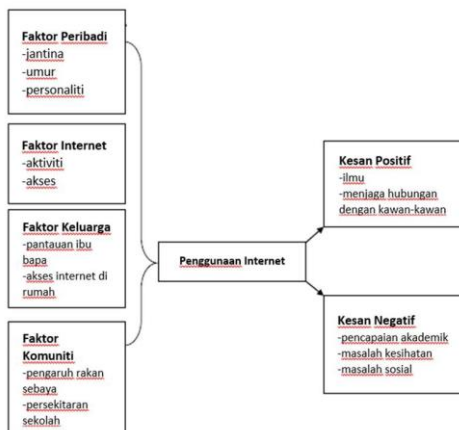 Faktor Peribadi
-jantina
-umur
-personaliti
Faktor Internet
-aktiviti
-akses
Faktor Keluarga
-pantauan ibu
bapa
-akses internet di
rumah
Faktor
Komuniti
-pengaruh rakan
sebaya
-persekitaran
sekolah
Penggunaan Internet
Kesan Positif
-ilmu
-menjaga hubungan
dengan kawan-kawan
Kesan Negatif
-pencapaian akademik
-masalah kesihatan
-masalah sosial